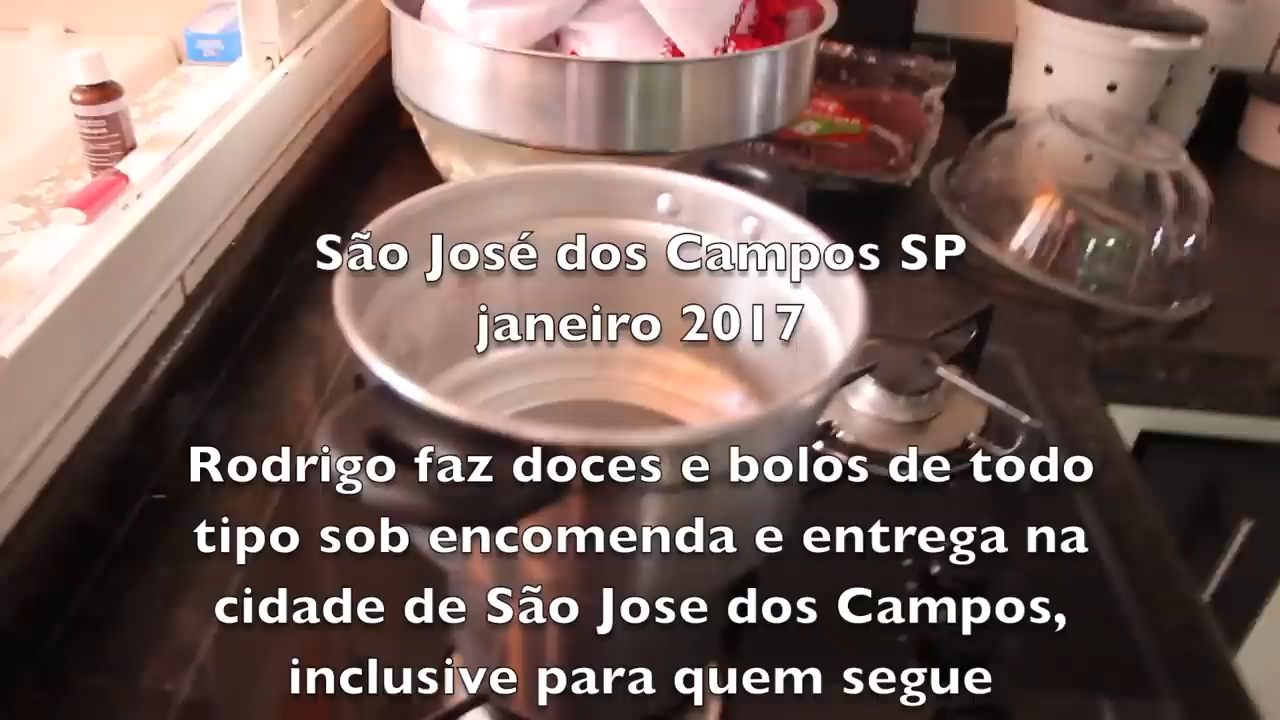 São José dos Campos SP
janeiro 2017
Rodrigo faz doces e bolos de todo
tipo sob encomenda e entrega na
cidade de São Jose dos Campos,
inclusive para quem segue